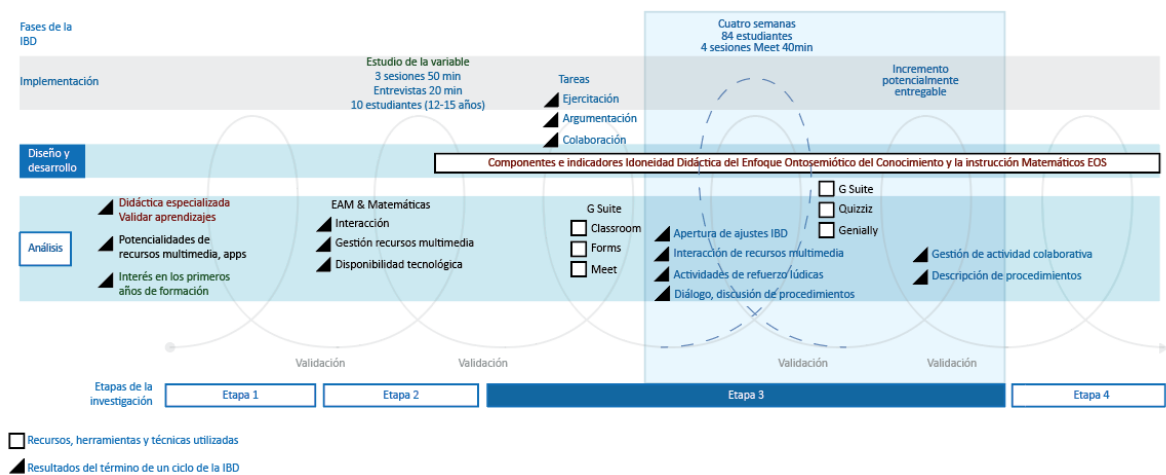 Fases de la
IBD
Cuatro semanas
84 estudiantes
4 sesiones Meet 40min
Implementación
Estudio de la variable
3 sesiones 50 min
Entrevistas 20 min
10 estudiantes (12-15 años)
Tareas
Ejercitación
Argumentación
Colaboración
Incremento
potencialmente
entregable
Diseño y
desarrollo
Componentes e indicadores Idoneidad Didáctica del Enfoque Ontosemiótico del Conocimiento y la instrucción Matemáticos EOS
Análisis
Didáctica especializada
Validar aprendizajes
Potencialidades de
recursos multimedia, apps
Interés en los primeros
años de formación
EAM & Matemáticas
Interacción
Gestión recursos multimedia
Disponibilidad tecnológica
G Suite
Classroom
Forms
Meet
Apertura de ajustes IBD
Interacción de recursos multimedia
Actividades de refuerzo lúdicas
Diálogo, discusión de procedimientos
G Suite
Quizziz
Genially
Gestión de actividad colaborativa
Descripción de procedimientos
Validación
Validación
Validación
Validación
Etapas de la
investigación
Etapa 1
Etapa 2
Etapa 3
Etapa 4
Recursos, herramientas y técnicas utilizadas
Resultados del término de un ciclo de la IBD